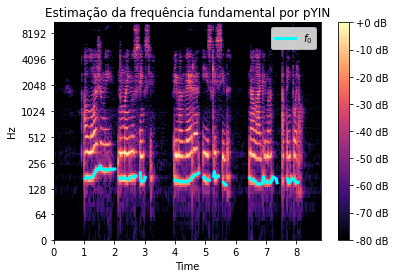 Estimação da frequência fundamental por pYIN
f₀
Hz
8192
4096
2048
1024
512
256
128
64
0
0 1 2 3 4 5 6 7 8
Time
+0 dB
-10 dB
-20 dB
-30 dB
-40 dB
-50 dB
-60 dB
-70 dB
-80 dB